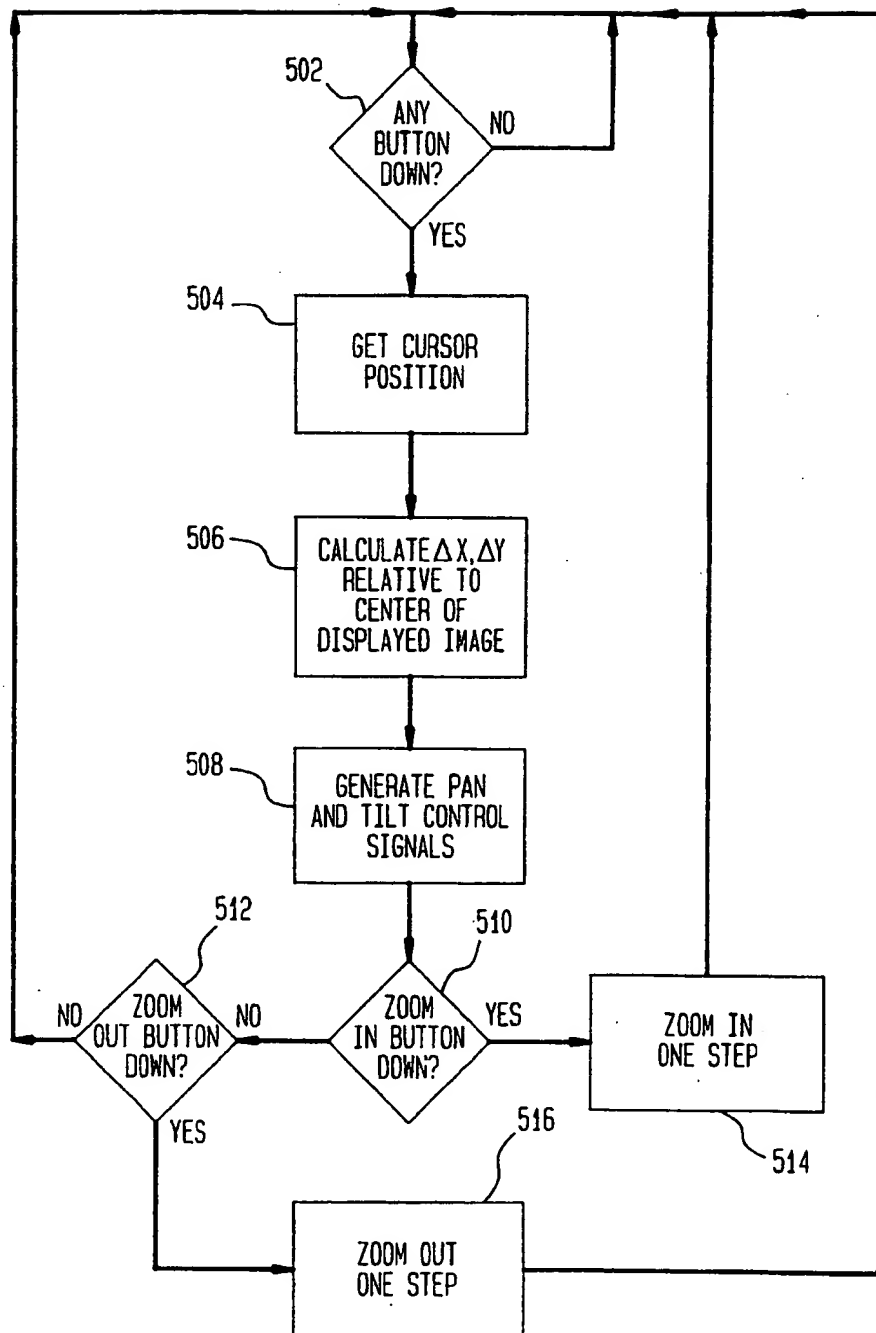 502
ANY
BUTTON
DOWN?
NO
YES
504
GET CURSOR
POSITION
506
CALCULATE ΔX, ΔY
RELATIVE TO
CENTER OF
DISPLAYED IMAGE
508
GENERATE PAN
AND TILT CONTROL
SIGNALS
512
510
NO
ZOOM
OUT BUTTON
DOWN?
NO
ZOOM
IN BUTTON
DOWN?
YES
ZOOM IN
ONE STEP
YES
516
514
ZOOM OUT
ONE STEP